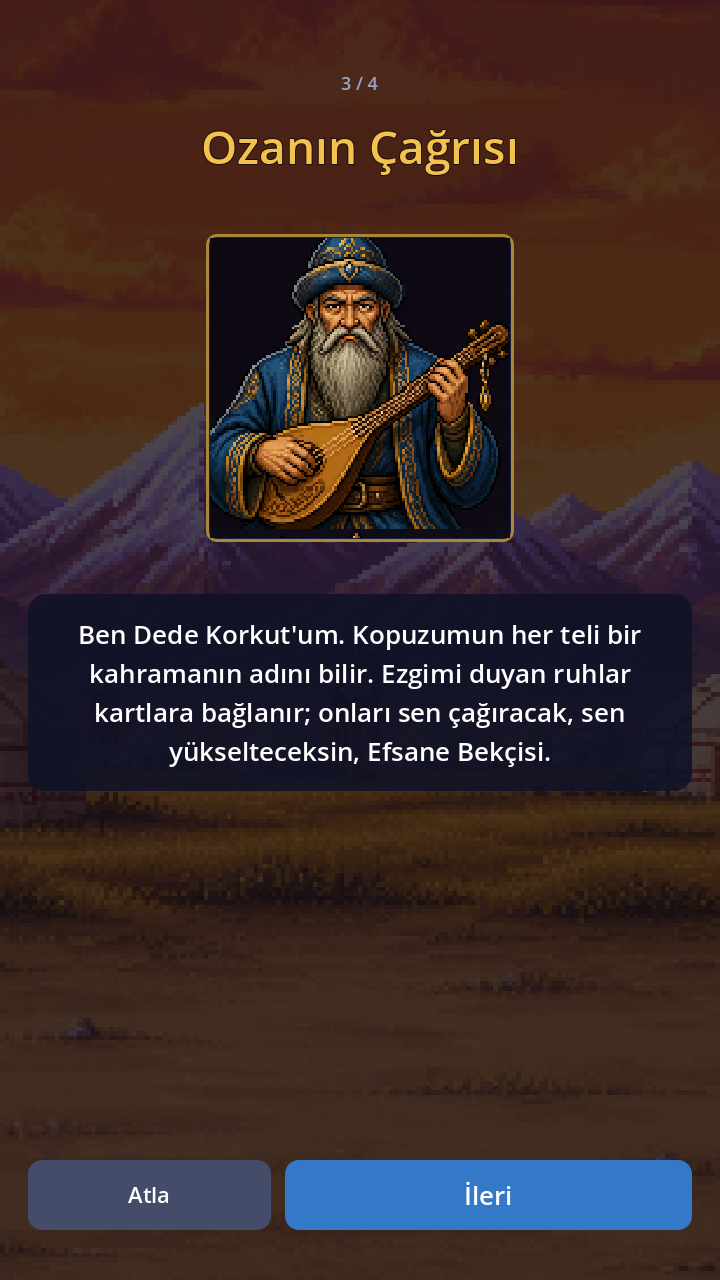 3 / 4
Ozanın Çağrısı
Ben Dede Korkut'um. Kopuzumun her teli bir
kahramanın adını bilir. Ezgimi duyan ruhlar
kartlara bağlanır; onları sen çağıracak, sen
yükselteceksin, Efsane Bekçisi.
Atla
İleri